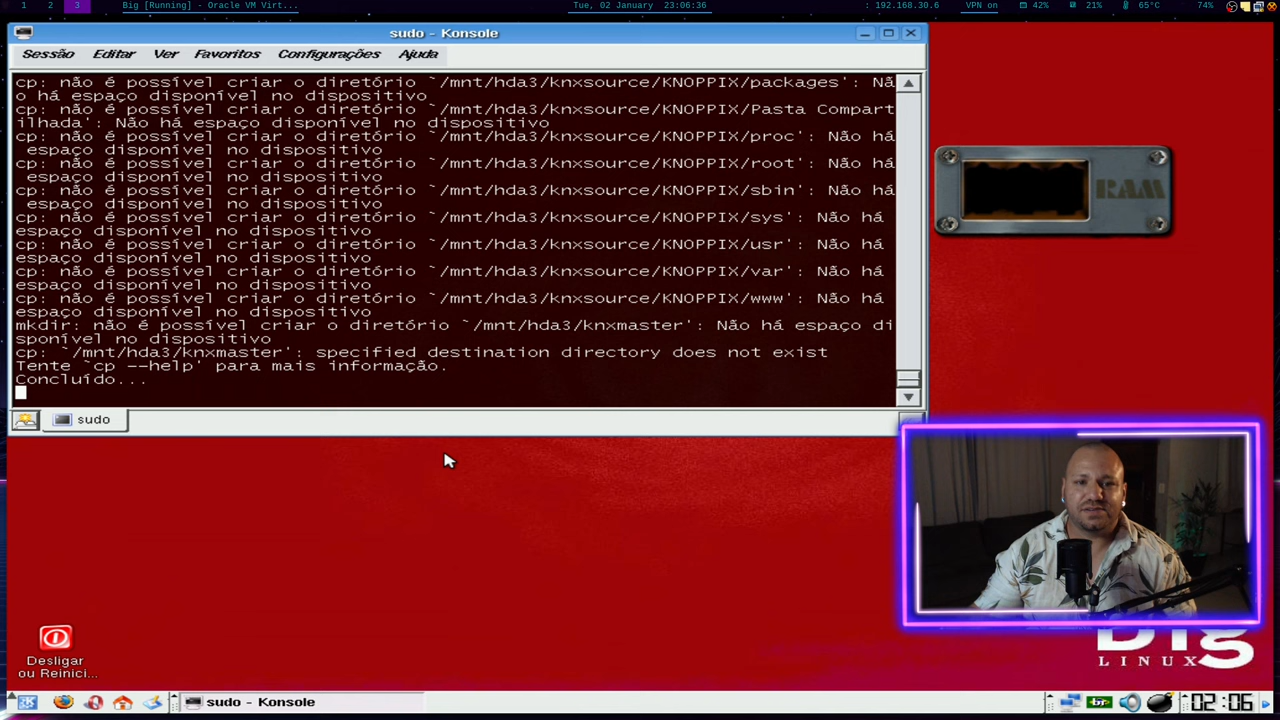 1 2 3 Big [Running] - Oracle VM Virt... Tue, 02 January 23:06:36 : 192.168.30.6 VPN on 42% 21% 65°C 74%
sudo - Konsole
Sessão Editar Ver Favoritos Configurações Ajuda
cp: não é possível criar o diretório `/mnt/hda3/knxsource/KNOPPIX/packages': Nã
o há espaço disponível no dispositivo
cp: não é possível criar o diretório `/mnt/hda3/knxsource/KNOPPIX/Pasta Compart
ilhada': Não há espaço disponível no dispositivo
cp: não é possível criar o diretório `/mnt/hda3/knxsource/KNOPPIX/proc': Não há
espaço disponível no dispositivo
cp: não é possível criar o diretório `/mnt/hda3/knxsource/KNOPPIX/root': Não há
espaço disponível no dispositivo
cp: não é possível criar o diretório `/mnt/hda3/knxsource/KNOPPIX/sbin': Não há
espaço disponível no dispositivo
cp: não é possível criar o diretório `/mnt/hda3/knxsource/KNOPPIX/sys': Não há
espaço disponível no dispositivo
cp: não é possível criar o diretório `/mnt/hda3/knxsource/KNOPPIX/usr': Não há
espaço disponível no dispositivo
cp: não é possível criar o diretório `/mnt/hda3/knxsource/KNOPPIX/var': Não há
espaço disponível no dispositivo
cp: não é possível criar o diretório `/mnt/hda3/knxsource/KNOPPIX/www': Não há
espaço disponível no dispositivo
mkdir: não é possível criar o diretório `/mnt/hda3/knxmaster': Não há espaço di
sponível no dispositivo
cp: `/mnt/hda3/knxmaster': specified destination directory does not exist
Tente `cp --help' para mais informação.
Concluído...
sudo
RAM
Desligar
ou Reinici...
Big
LINUX
sudo - Konsole
br
02:06